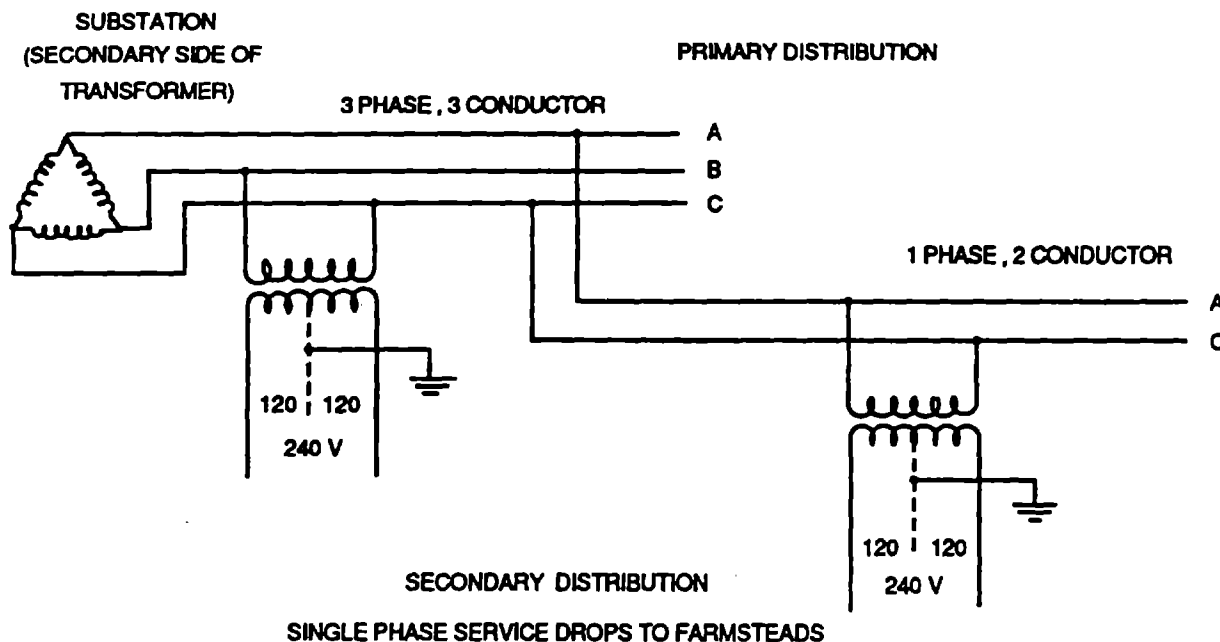 SUBSTATION
(SECONDARY SIDE OF
TRANSFORMER)
PRIMARY DISTRIBUTION
3 PHASE , 3 CONDUCTOR
A
B
C
1 PHASE , 2 CONDUCTOR
A
C
120 120
240 V
120 120
240 V
SECONDARY DISTRIBUTION
SINGLE PHASE SERVICE DROPS TO FARMSTEADS